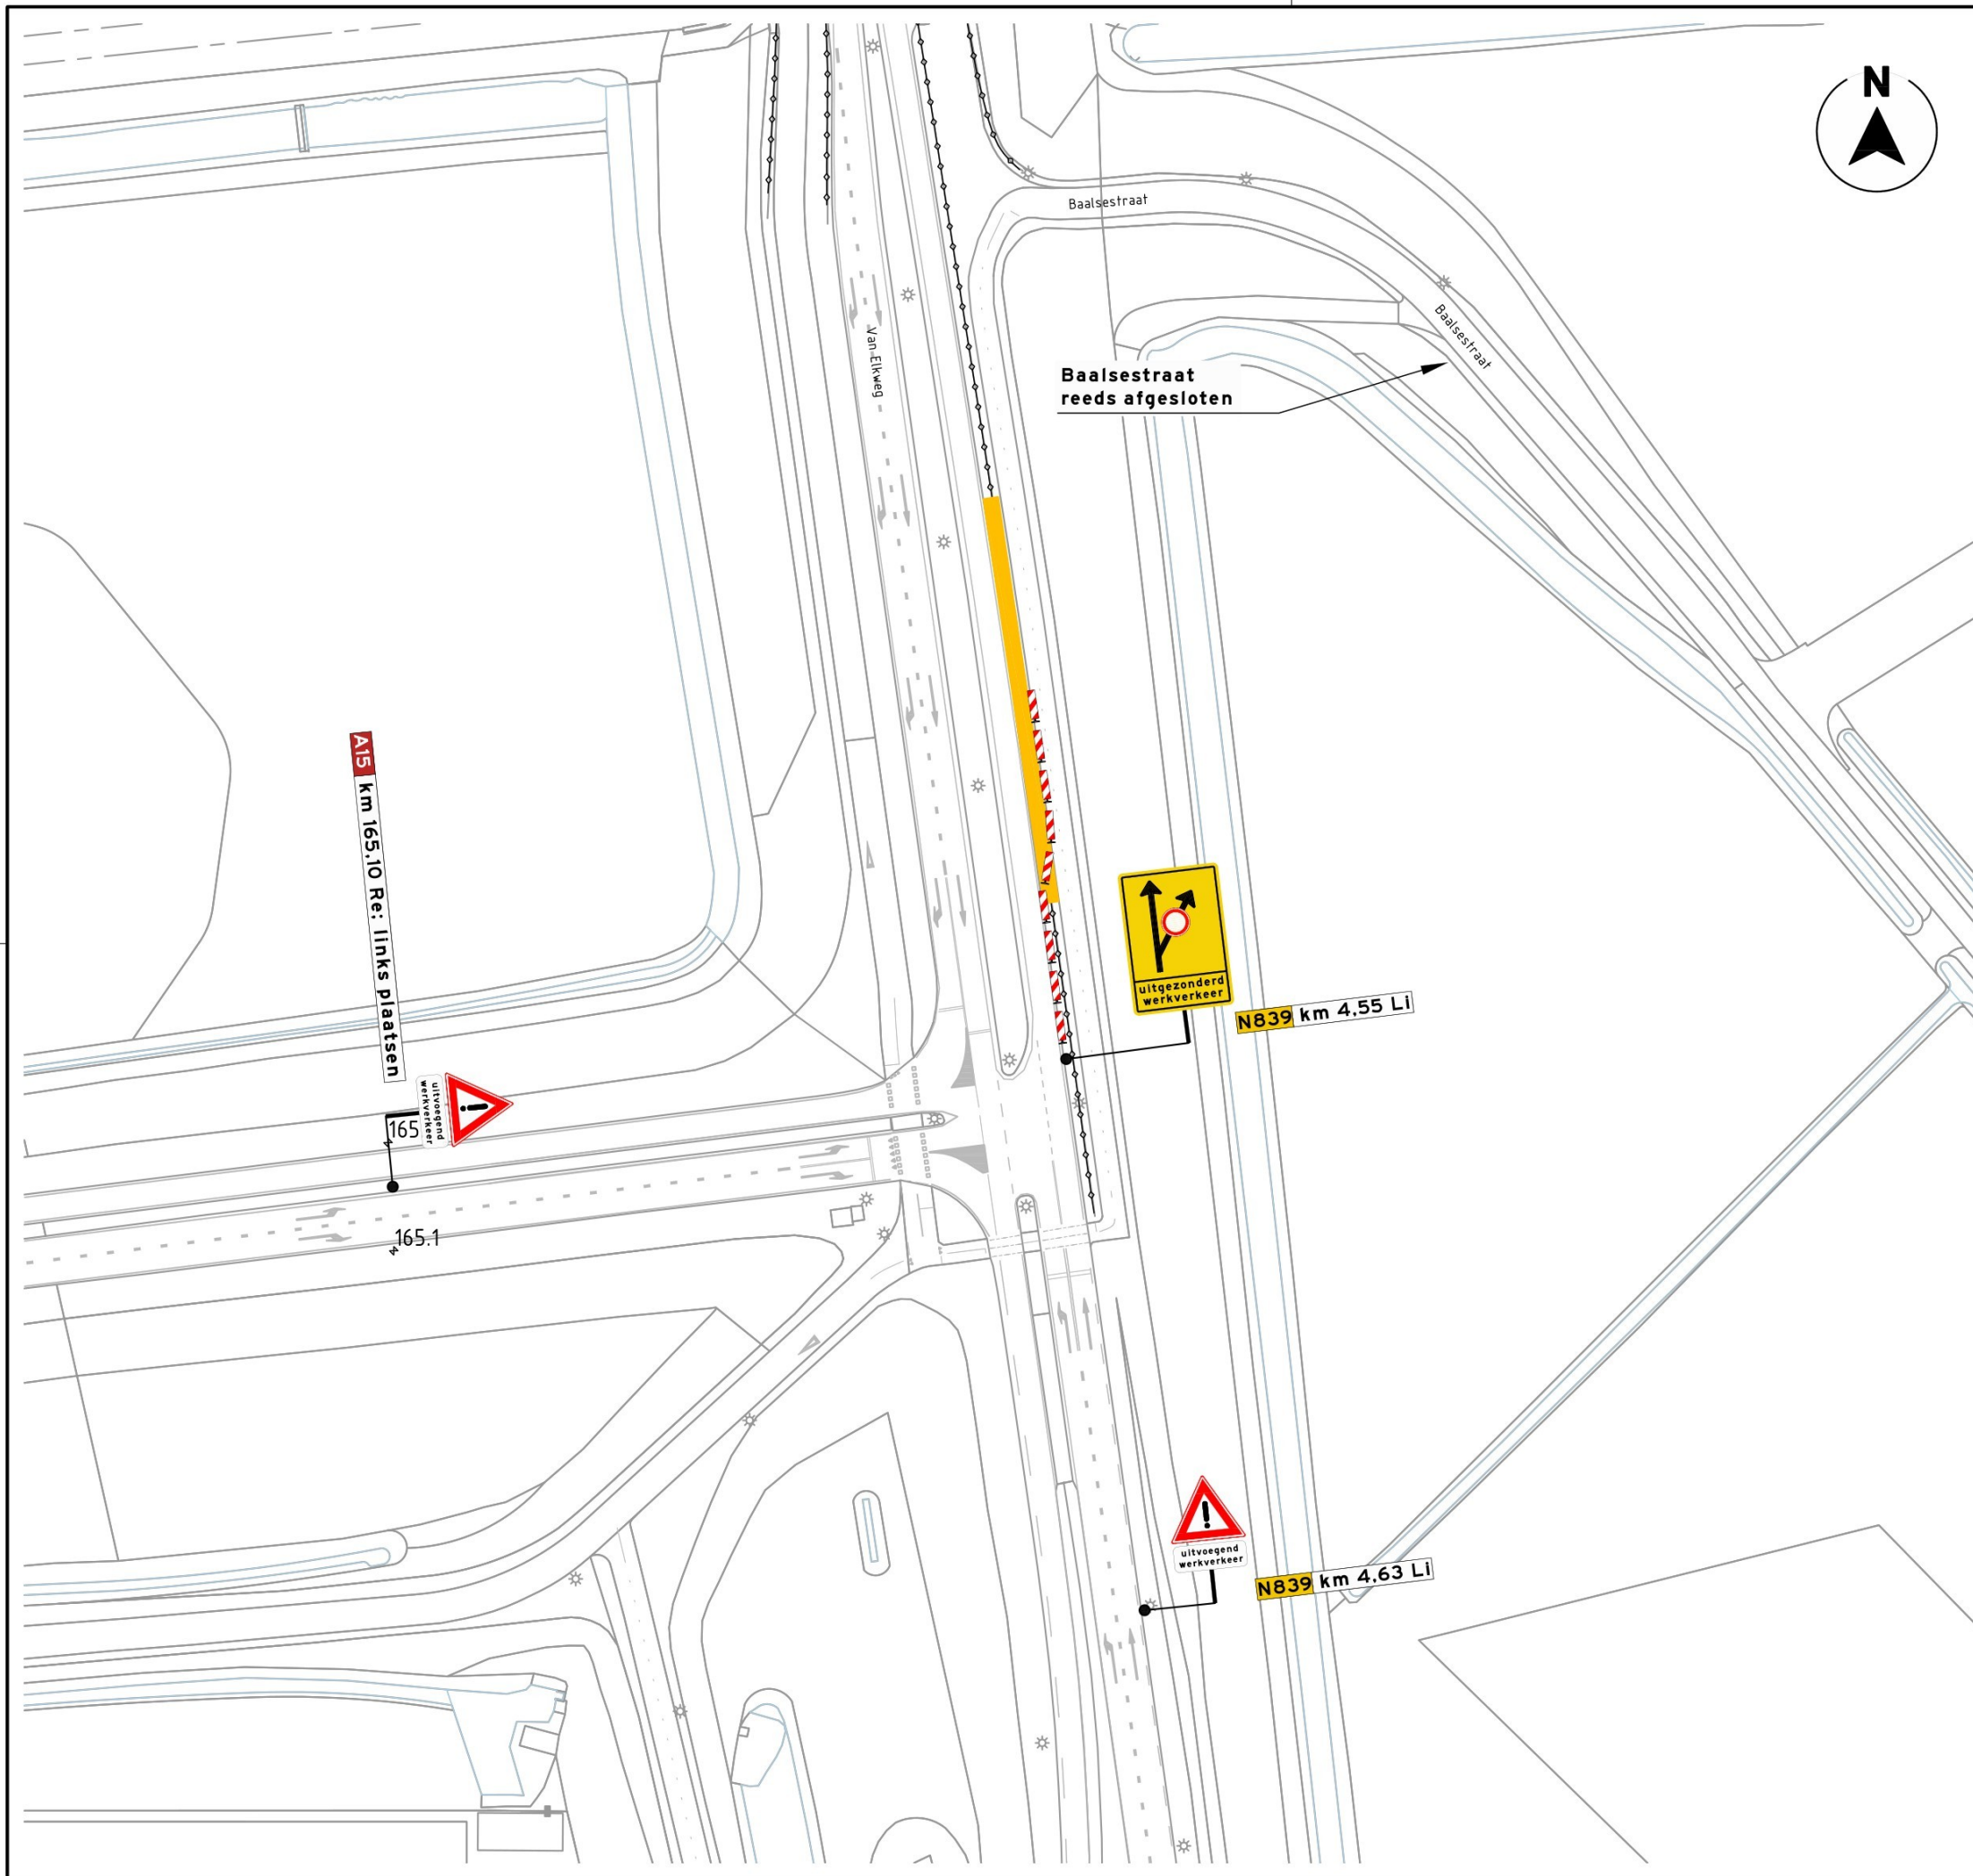 N
Baalsestraat
Baalsestraat
Van Elkweg
Baalsestraat
reeds afgesloten
A15 km 165,10 Re: links plaatsen
uitgezonderd
werkverkeer
N839 km 4,55 Li
uitvoegend
werkverkeer
165
165.1
uitvoegend
werkverkeer
N839 km 4,63 Li